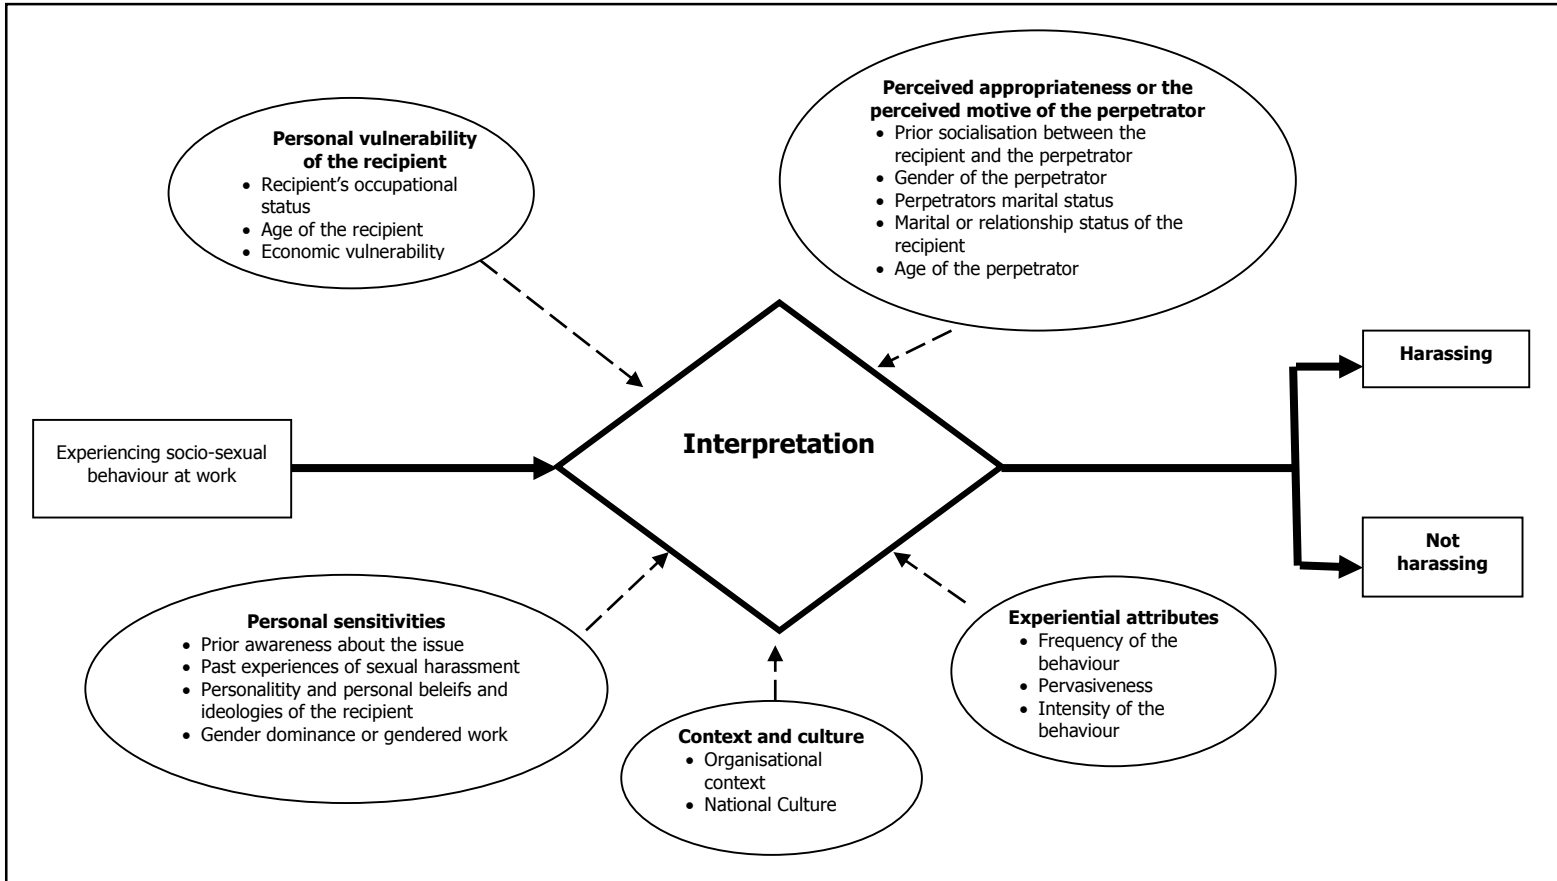 Personal vulnerability
of the recipient
• Recipient's occupational
status
• Age of the recipient
• Economic vulnerability
Perceived appropriateness or the
perceived motive of the perpetrator
• Prior socialisation between the
recipient and the perpetrator
• Gender of the perpetrator
• Perpetrators marital status
• Marital or relationship status of the
recipient
• Age of the perpetrator
Experiencing socio-sexual
behaviour at work
Interpretation
Harassing
Not
harassing
Personal sensitivities
• Prior awareness about the issue
• Past experiences of sexual harassment
• Personalitity and personal beleifs and
ideologies of the recipient
• Gender dominance or gendered work
Context and culture
• Organisational
context
• National Culture
Experiential attributes
• Frequency of the
behaviour
• Pervasiveness
• Intensity of the
behaviour